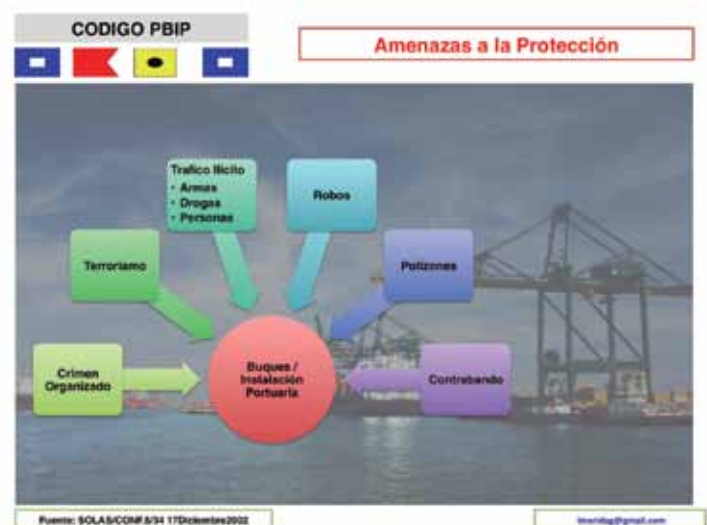 CODIGO PBIP
Amenazas a la Protección
Trafico Ilicito
• Armas
• Drogas
• Personas
Robos
Terrorismo
Polizones
Crimen
Organizado
Buques /
Instalación
Portuaria
Contrabando
Fuente: SOLAS/CONF.5/34 17Diciembre2002